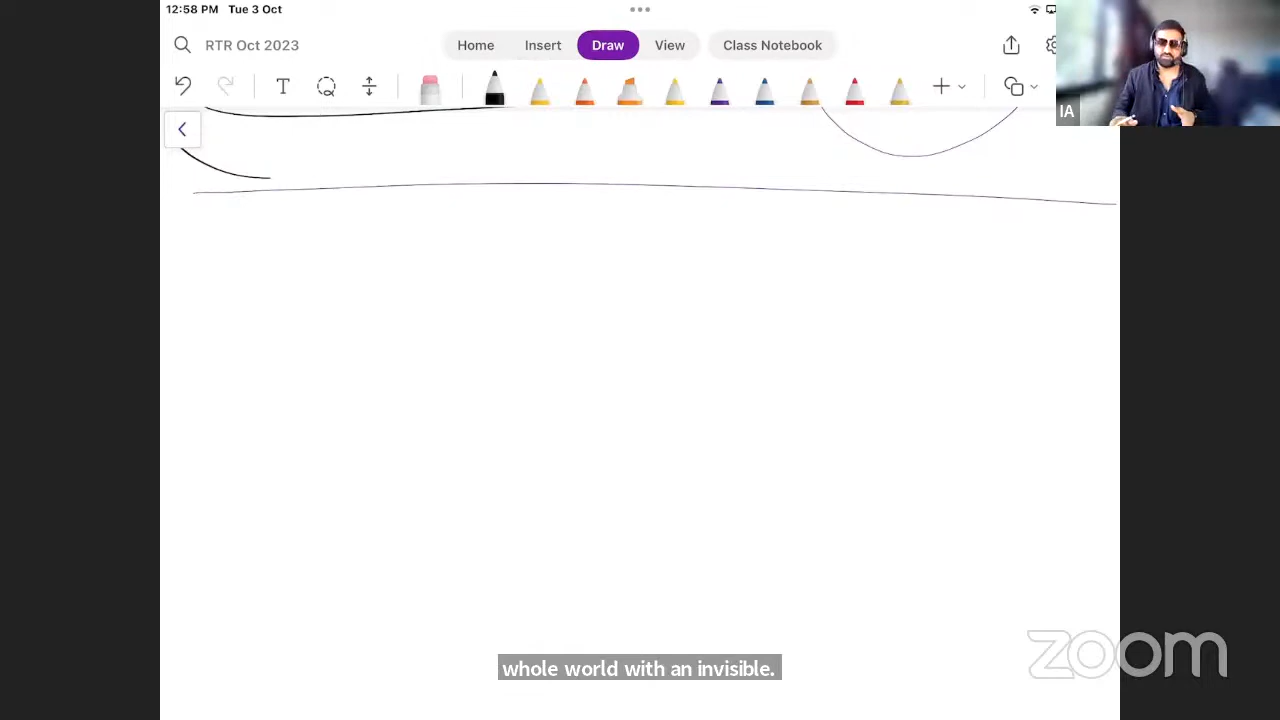 12:58 PM Tue 3 Oct
RTR Oct 2023
Home Insert Draw View Class Notebook
T
IA
whole world with an invisible.
zoom